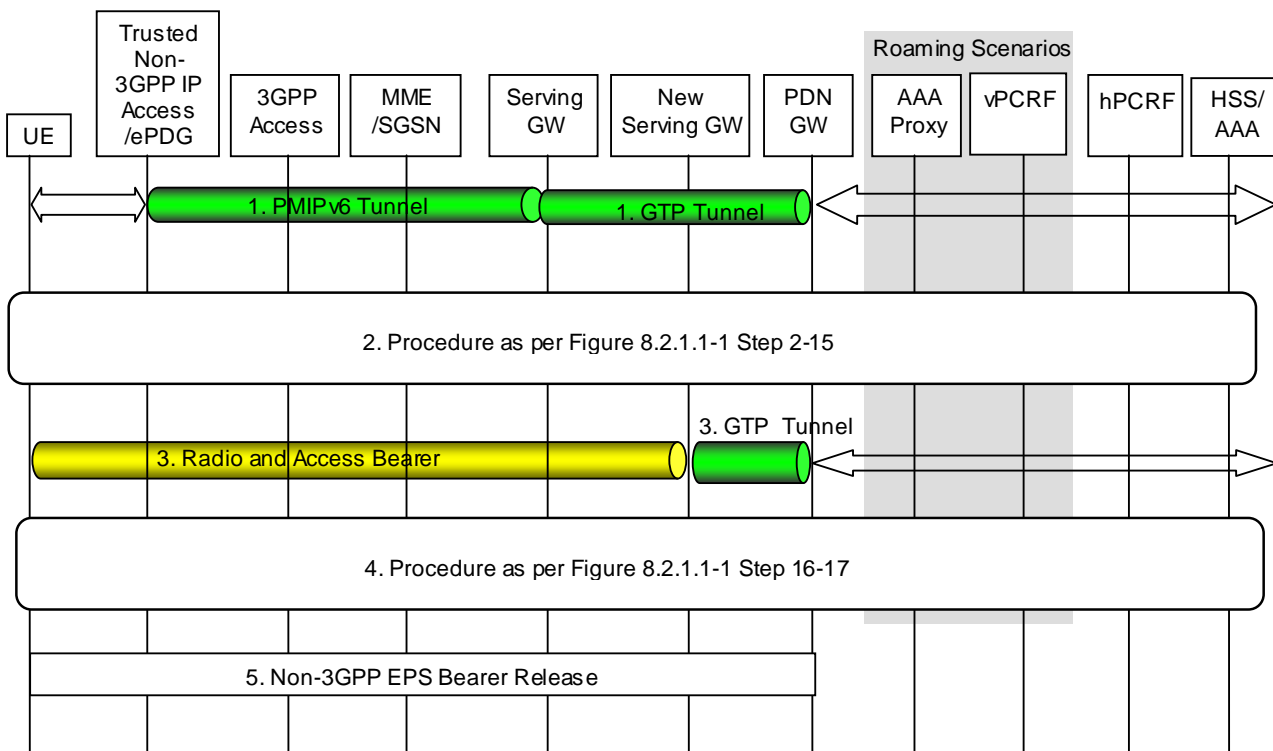 Roaming Scenarios
UE
Trusted
Non-
3GPP IP
Access
/ePDG
3GPP
Access
MME
/SGSN
Serving
GW
New
Serving GW
PDN
GW
AAA
Proxy
vPCRF
hPCRF
HSS/
AAA
1. PMIPv6 Tunnel
1. GTP Tunnel
2. Procedure as per Figure 8.2.1.1-1 Step 2-15
3. GTP Tunnel
3. Radio and Access Bearer
4. Procedure as per Figure 8.2.1.1-1 Step 16-17
5. Non-3GPP EPS Bearer Release